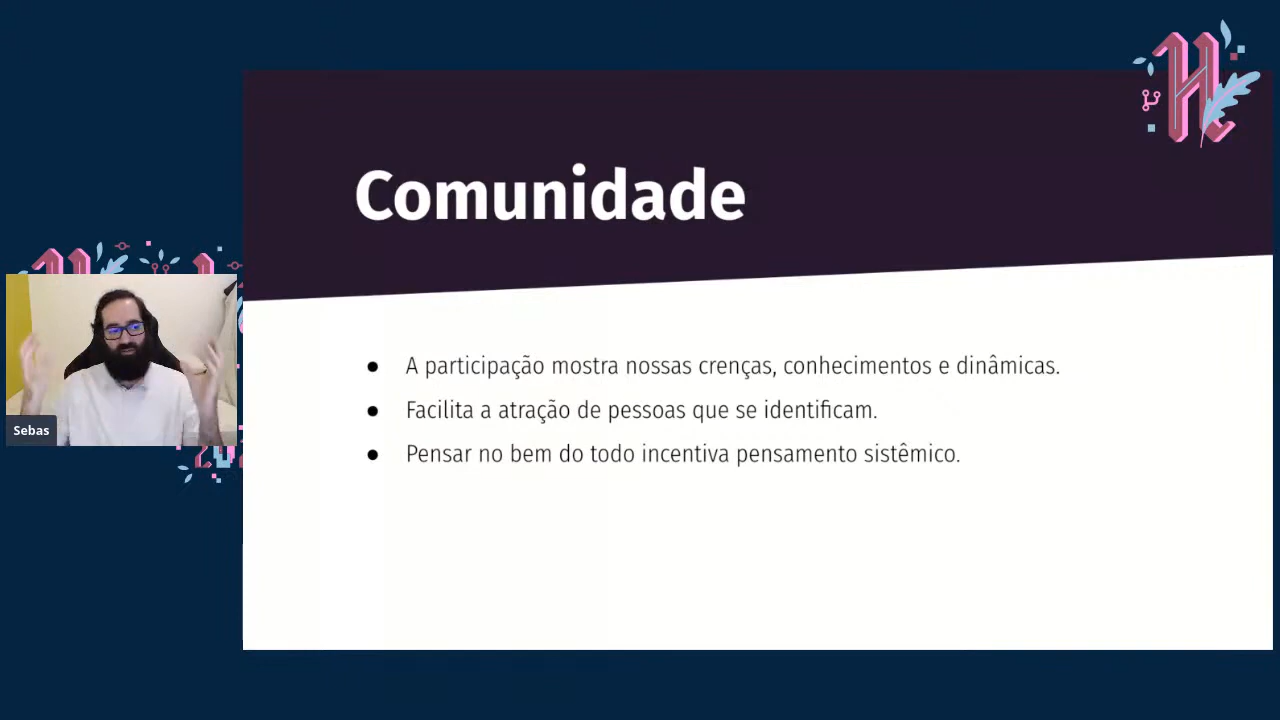 Comunidade
● A participação mostra nossas crenças, conhecimentos e dinâmicas.
● Facilita a atração de pessoas que se identificam.
● Pensar no bem do todo incentiva pensamento sistêmico.
Sebas
H